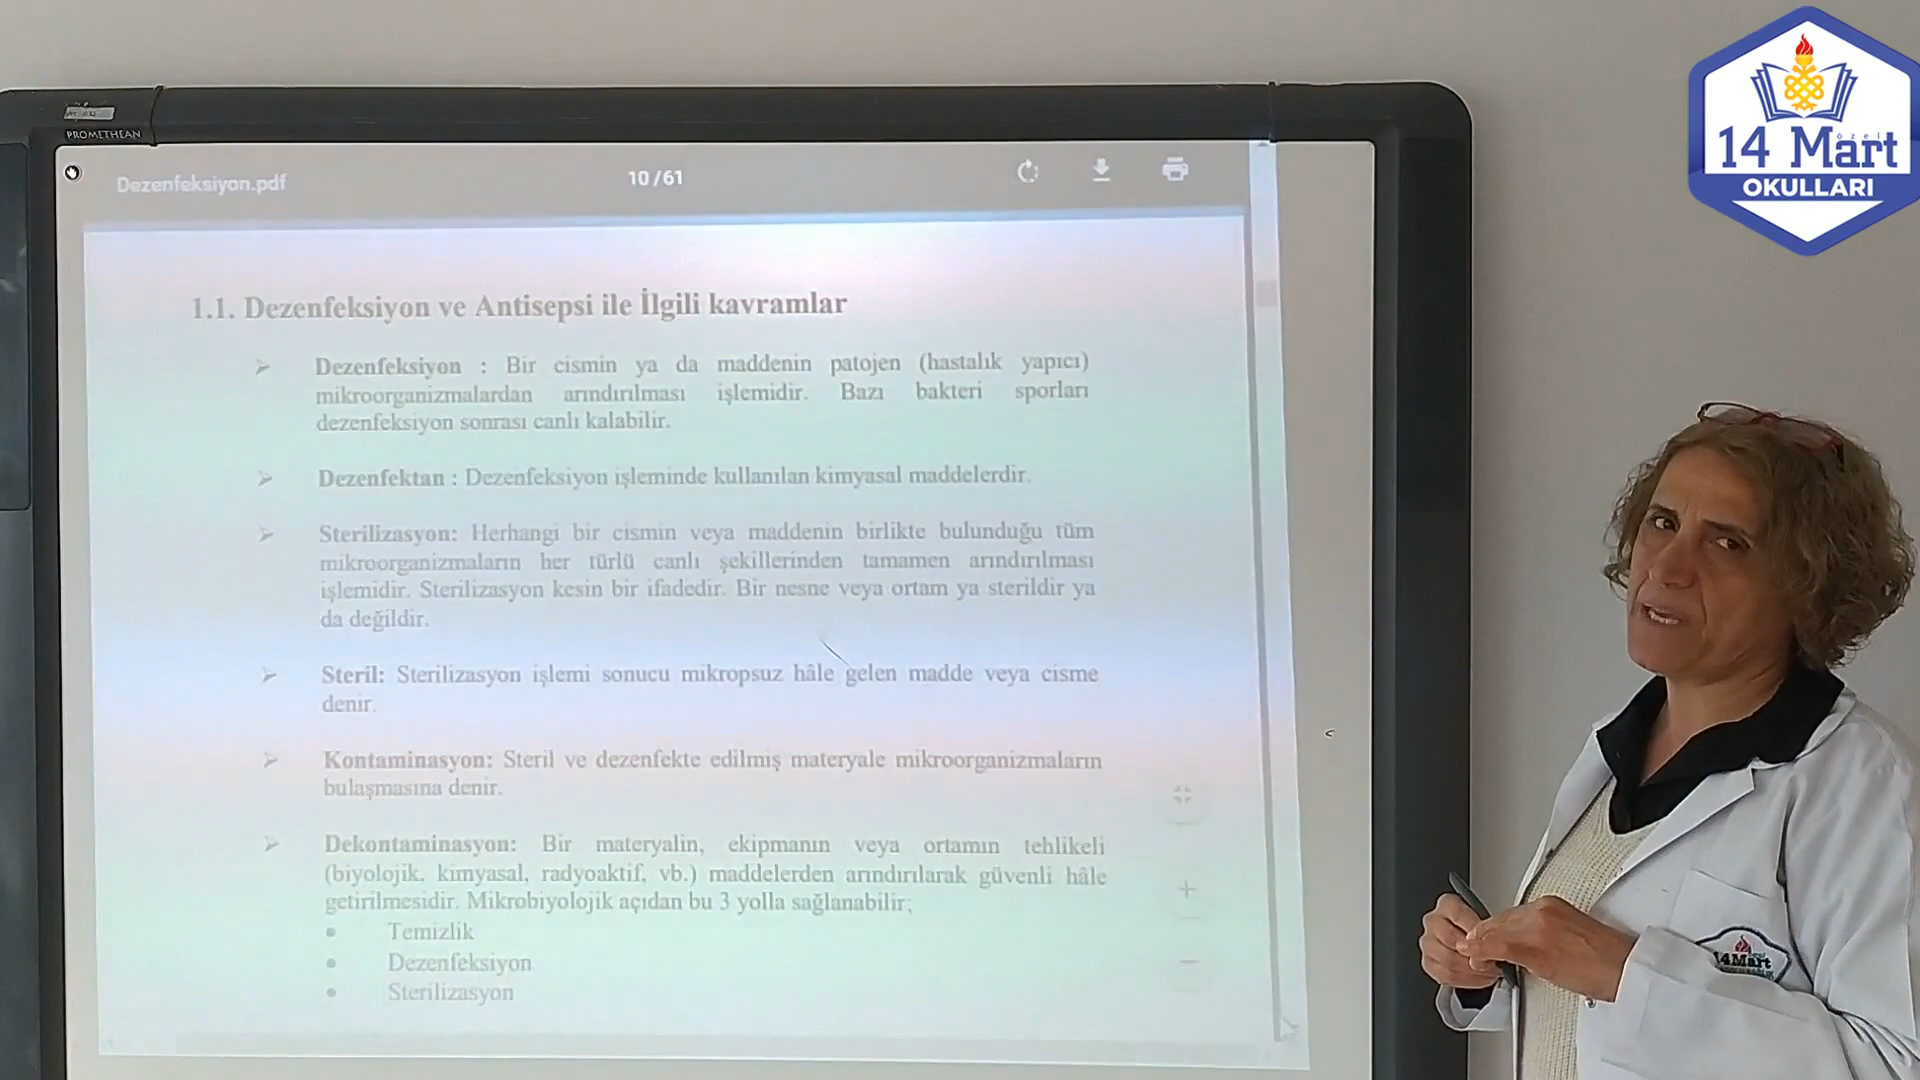 PROMETHEAN
Dezenfeksiyon.pdf
10 / 61
1.1. Dezenfeksiyon ve Antisepsi ile İlgili kavramlar
Dezenfeksiyon : Bir cismin ya da maddenin patojen (hastalık yapıcı)
mikroorganizmalardan arındırılması işlemidir. Bazı bakteri sporları
dezenfeksiyon sonrası canlı kalabilir.
Dezenfektan : Dezenfeksiyon işleminde kullanılan kimyasal maddelerdir.
Sterilizasyon: Herhangi bir cismin veya maddenin birlikte bulunduğu tüm
mikroorganizmaların her türlü canlı şekillerinden tamamen arındırılması
işlemidir. Sterilizasyon kesin bir ifadedir. Bir nesne veya ortam ya sterildir ya
da değildir.
Steril: Sterilizasyon işlemi sonucu mikropsuz hâle gelen madde veya cisme
denir.
Kontaminasyon: Steril ve dezenfekte edilmiş materyale mikroorganizmaların
bulaşmasına denir.
Dekontaminasyon: Bir materyalin, ekipmanın veya ortamın tehlikeli
(biyolojik, kimyasal, radyoaktif, vb.) maddelerden arındırılarak güvenli hâle
getirilmesidir. Mikrobiyolojik açıdan bu 3 yolla sağlanabilir;
Temizlik
Dezenfeksiyon
Sterilizasyon
özel
14 Mart
OKULLARI
14Mart